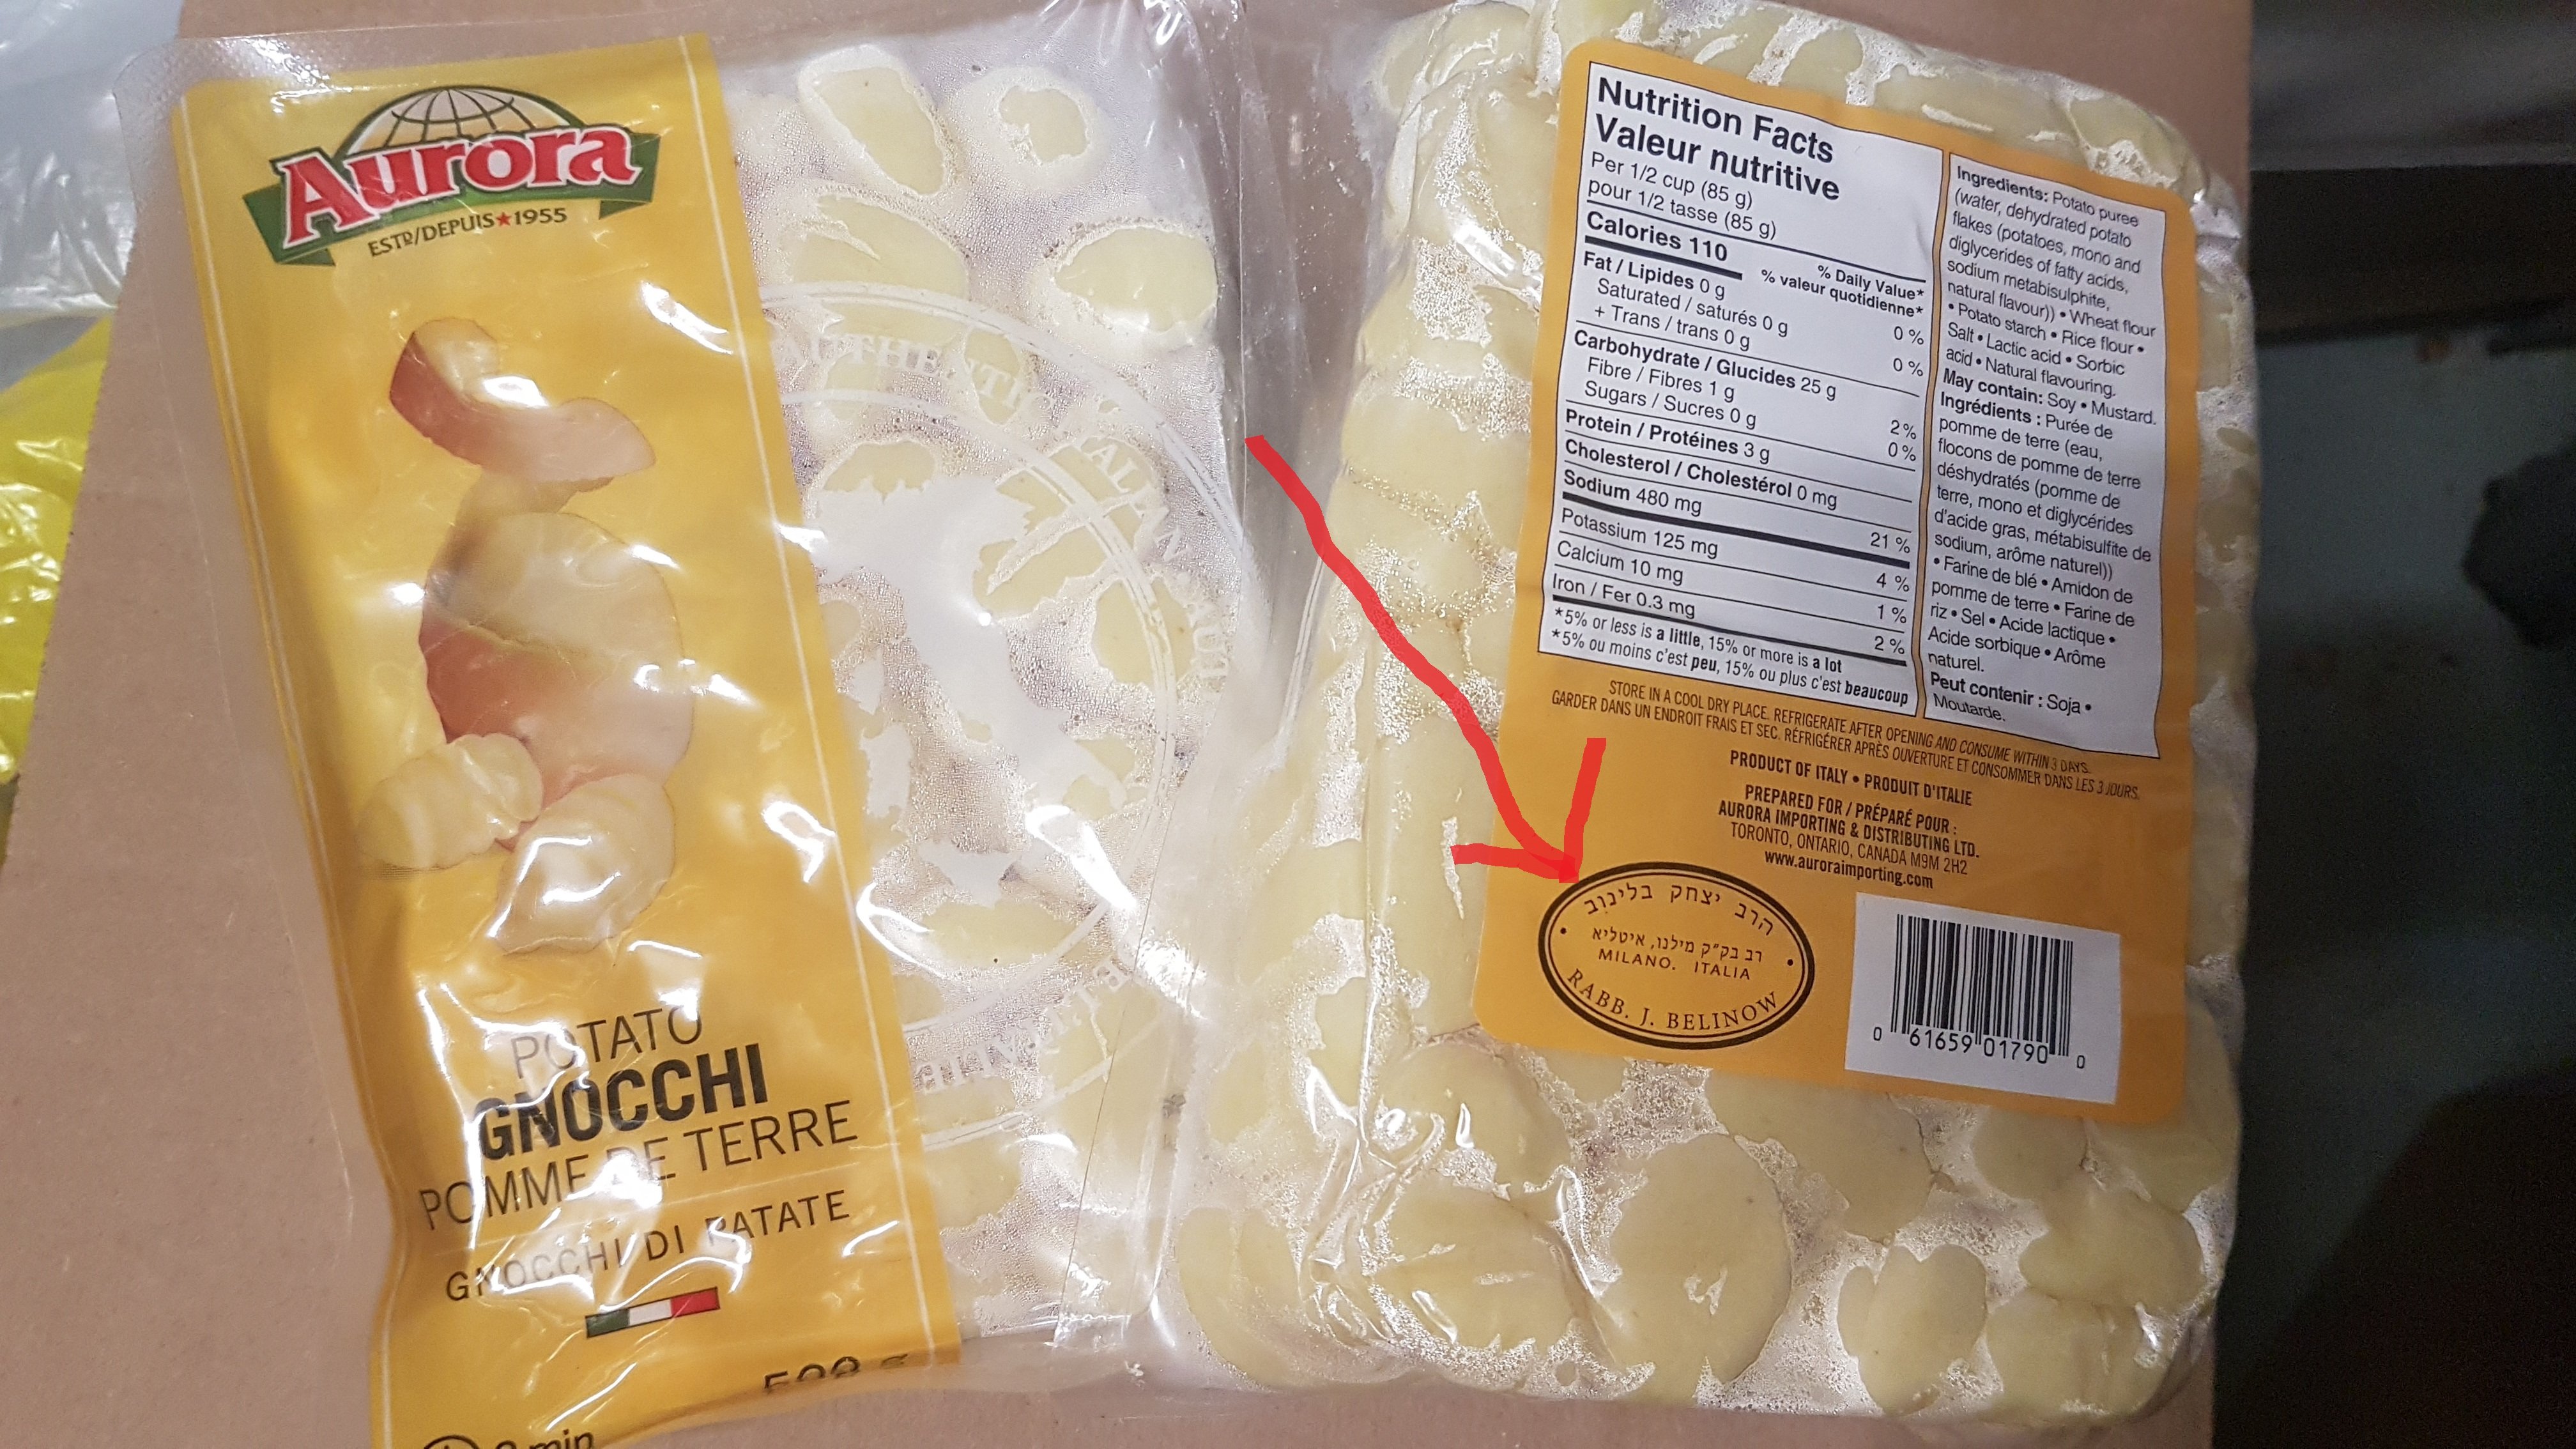 Aurora
ESTD/DEPUIS★1955
POTATO
GNOCCHI
POMME DE TERRE
GNOCCHI DI PATATE
min
Nutrition Facts
Valeur nutritive
Per 1/2 cup (85 g)
pour 1/2 tasse (85 g)
% Daily Value*
Calories 110 % valeur quotidienne*
Fat / Lipides 0 g 0 %
Saturated / saturés 0 g
+ Trans / trans 0 g 0 %
Carbohydrate / Glucides 25 g
Fibre / Fibres 1 g 2 %
Sugars / Sucres 0 g 0 %
Protein / Protéines 3 g
Cholesterol / Cholestérol 0 mg
Sodium 480 mg 21 %
Potassium 125 mg 4 %
Calcium 10 mg 1 %
Iron / Fer 0.3 mg 2 %
*5% or less is a little, 15% or more is a lot
*5% ou moins c'est peu, 15% ou plus c'est beaucoup
Ingredients: Potato puree
(water, dehydrated potato
flakes (potatoes, mono and
diglycerides of fatty acids,
sodium metabisulphite,
natural flavour)) • Wheat flour
• Potato starch • Rice flour •
Salt • Lactic acid • Sorbic
acid • Natural flavouring.
May contain: Soy • Mustard.
Ingrédients : Purée de
pomme de terre (eau,
flocons de pomme de terre
déshydratés (pomme de
terre, mono et diglycérides
d'acide gras, métabisulfite de
sodium, arôme naturel))
• Farine de blé • Amidon de
pomme de terre • Farine de
riz • Sel • Acide lactique •
Acide sorbique • Arôme
naturel.
Peut contenir : Soja •
Moutarde.
STORE IN A COOL DRY PLACE. REFRIGERATE AFTER OPENING AND CONSUME WITHIN 3 DAYS.
GARDER DANS UN ENDROIT FRAIS ET SEC. RÉFRIGÉRER APRÈS OUVERTURE ET CONSOMMER DANS LES 3 JOURS.
PRODUCT OF ITALY • PRODUIT D'ITALIE
PREPARED FOR / PRÉPARÉ POUR :
AURORA IMPORTING & DISTRIBUTING LTD.
TORONTO, ONTARIO, CANADA M9M 2H2
www.auroraimporting.com
הרב יצחק בלינוב
רב בק"ק מילנו, איטליא
MILANO. ITALIA
RABB. J. BELINOW
0 61659 01790 0